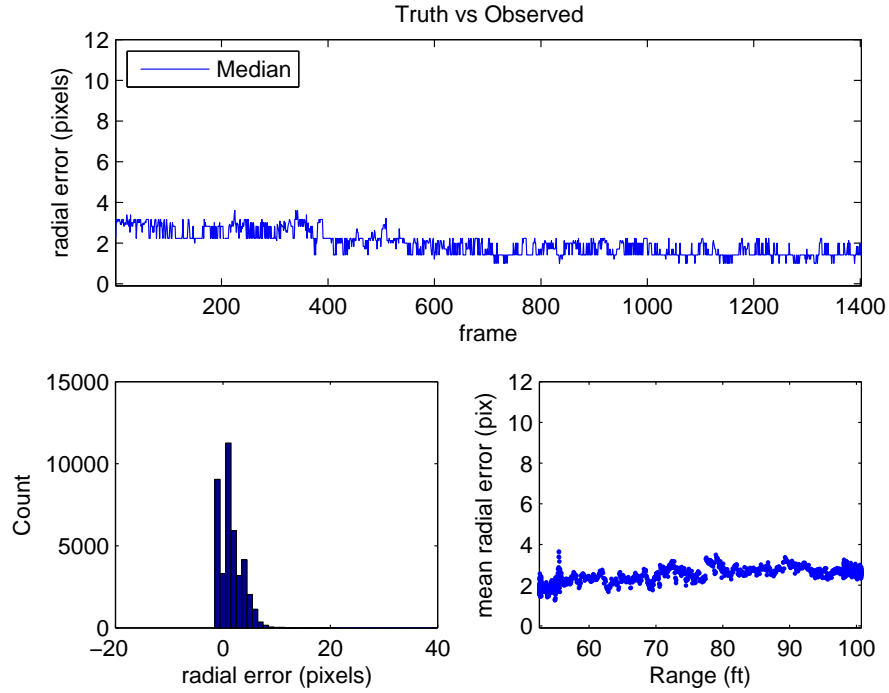 Truth vs Observed
12
10
8
6
4
2
0
radial error (pixels)
Median
200 400 600 800 1000 1200 1400
frame
15000
10000
5000
0
Count
−20 0 20 40
radial error (pixels)
12
10
8
6
4
2
0
mean radial error (pix)
60 70 80 90 100
Range (ft)